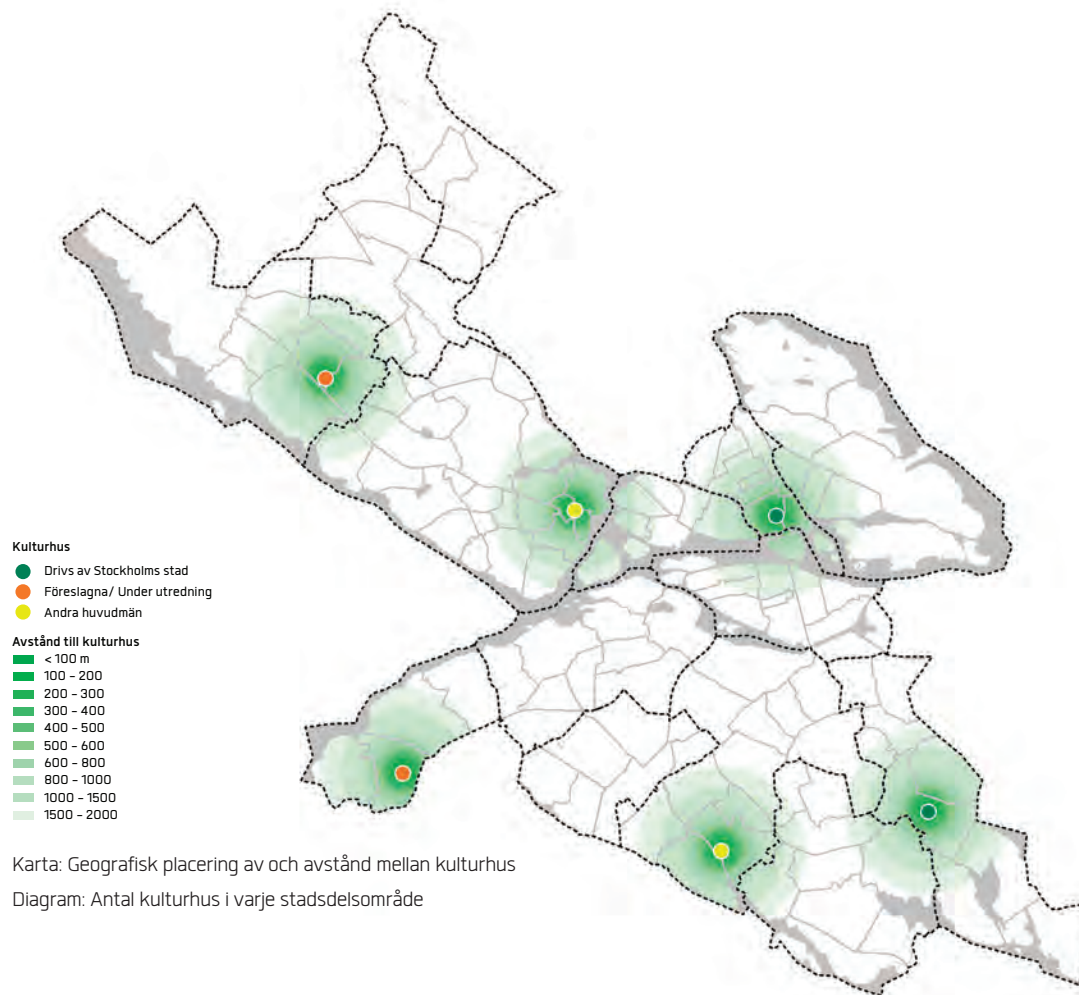 Kulturhus
Drivs av Stockholms stad
Föreslagna/ Under utredning
Andra huvudmän
Avstånd till kulturhus
< 100 m
100 - 200
200 - 300
300 - 400
400 - 500
500 - 600
600 - 800
800 - 1000
1000 - 1500
1500 - 2000
Karta: Geografisk placering av och avstånd mellan kulturhus
Diagram: Antal kulturhus i varje stadsdelsområde